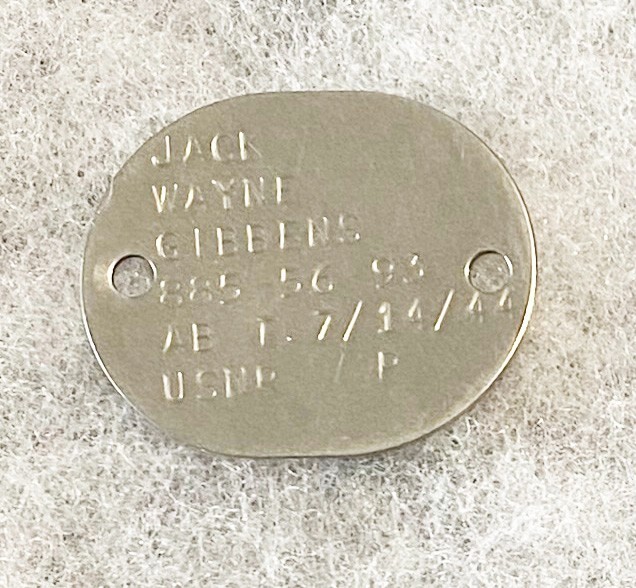 JACK
WAYNE
GIBBENS
885 56 93
AB T. 7/14/44
USNR P